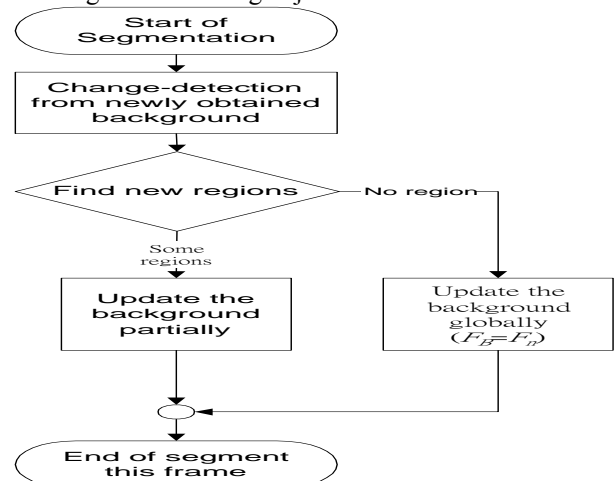 Start of
Segmentation
Change-detection
from newly obtained
background
Find new regions
No region
Some
regions
Update the
background
partially
Update the
background
globally
(F_B=F_n)
End of segment
this frame